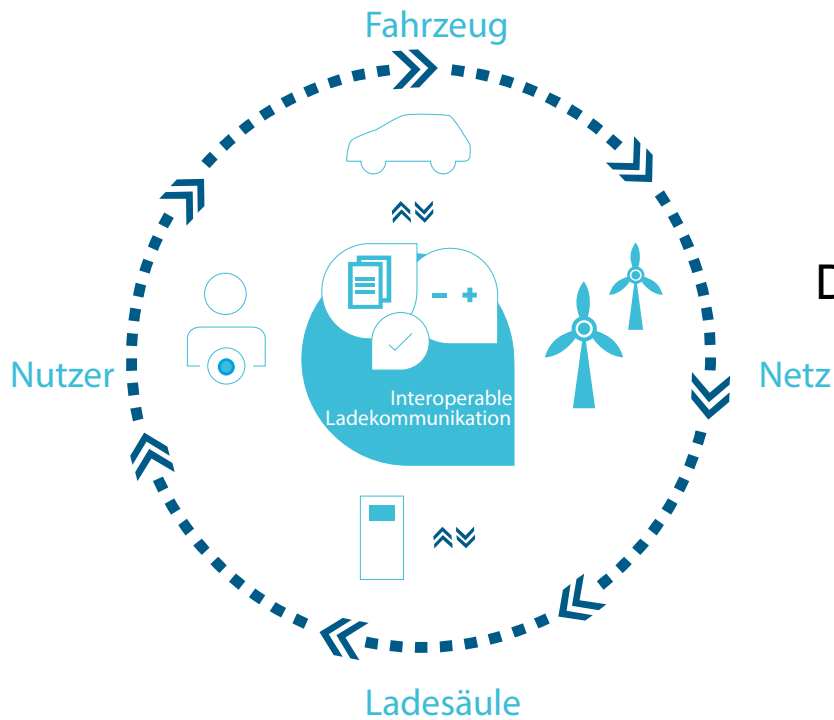 Fahrzeug
D
Nutzer
Netz
Interoperable
Ladekommunikation
Ladesäule